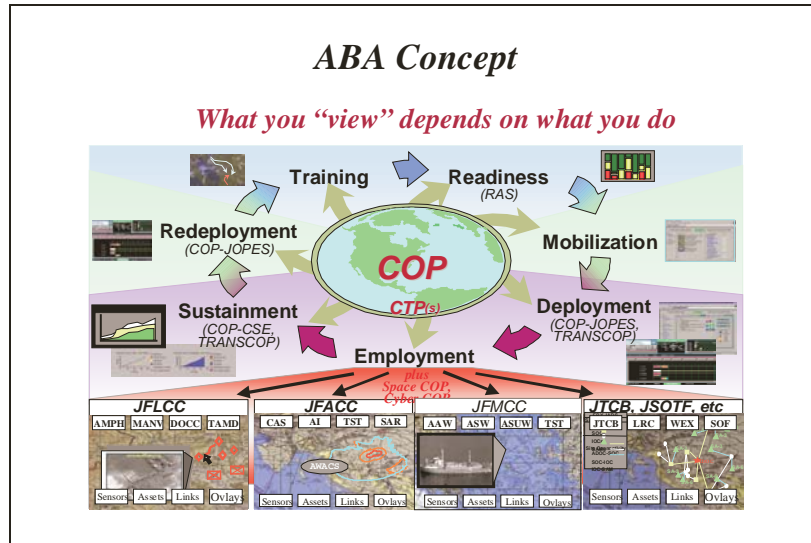 ABA Concept
What you “view” depends on what you do
Training
Readiness
(RAS)
Redeployment
(COP-JOPES)
Mobilization
COP
CTP(s)
Sustainment
(COP-CSE,
TRANSCOP)
Deployment
(COP-JOPES,
TRANSCOP)
Employment
plus
Space COP,
Cyber COP
JFLCC
AMPH MANV DOCC TAMD
Sensors Assets Links Ovlays
JFACC
CAS AI TST SAR
AWACS
Sensors Assets Links Ovlays
JFMCC
AAW ASW ASUW TST
Sensors Assets Links Ovlays
JTCB, JSOTF, etc
JTCB LRC WEX SOF
Sensors Assets Links Ovlays